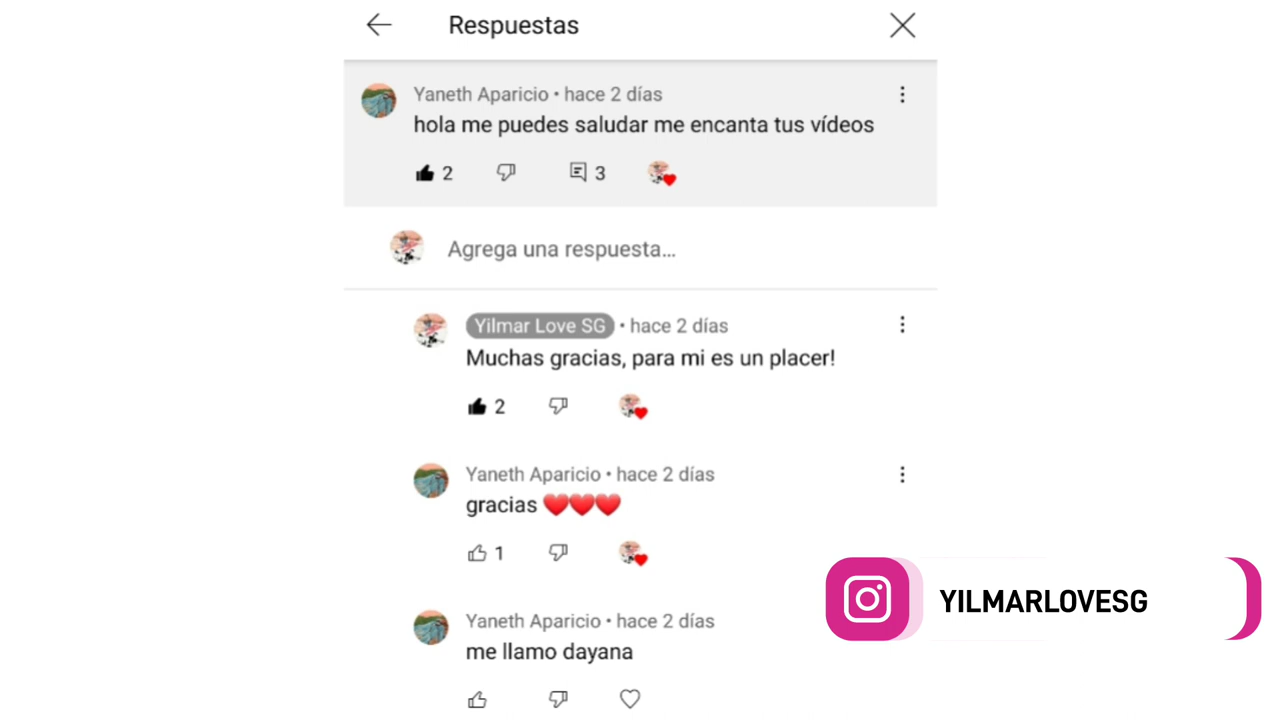 Respuestas
Yaneth Aparicio • hace 2 días
hola me puedes saludar me encanta tus vídeos
2 3
Agrega una respuesta...
Yilmar Love SG • hace 2 días
Muchas gracias, para mi es un placer!
2
Yaneth Aparicio • hace 2 días
gracias ❤️❤️❤️
1
YILMARLOVESG
Yaneth Aparicio • hace 2 días
me llamo dayana